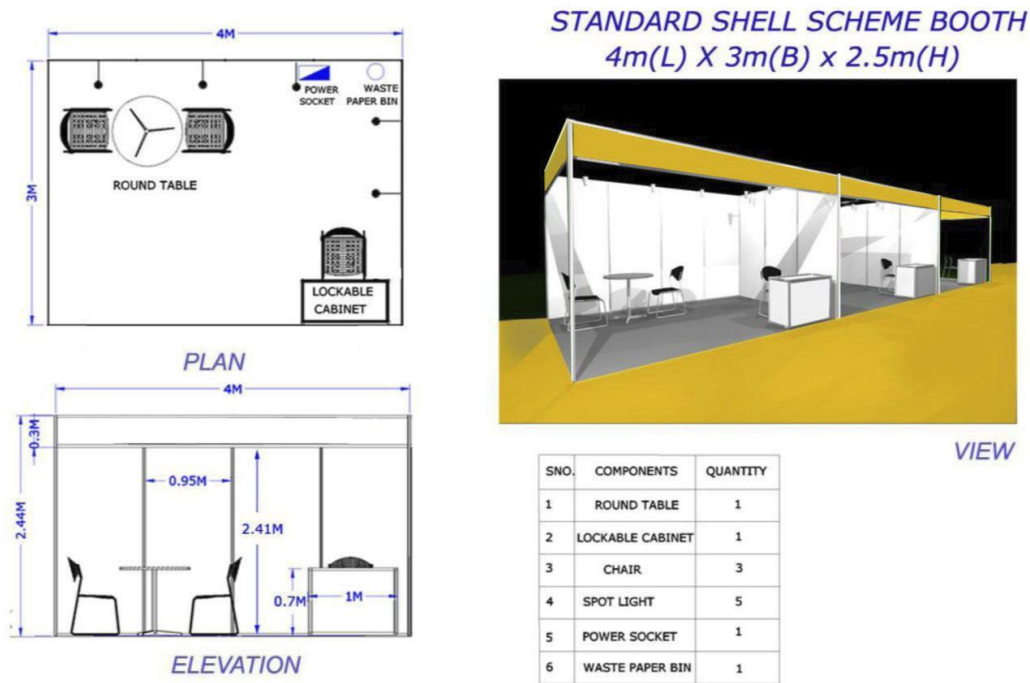 STANDARD SHELL SCHEME BOOTH
4m(L) X 3m(B) x 2.5m(H)
4M
3M
POWER
SOCKET
WASTE
PAPER BIN
ROUND TABLE
LOCKABLE
CABINET
PLAN
4M
0.3M
2.44M
0.95M
2.41M
0.7M
1M
ELEVATION
VIEW
SNO. COMPONENTS QUANTITY
1 ROUND TABLE 1
2 LOCKABLE CABINET 1
3 CHAIR 3
4 SPOT LIGHT 5
5 POWER SOCKET 1
6 WASTE PAPER BIN 1